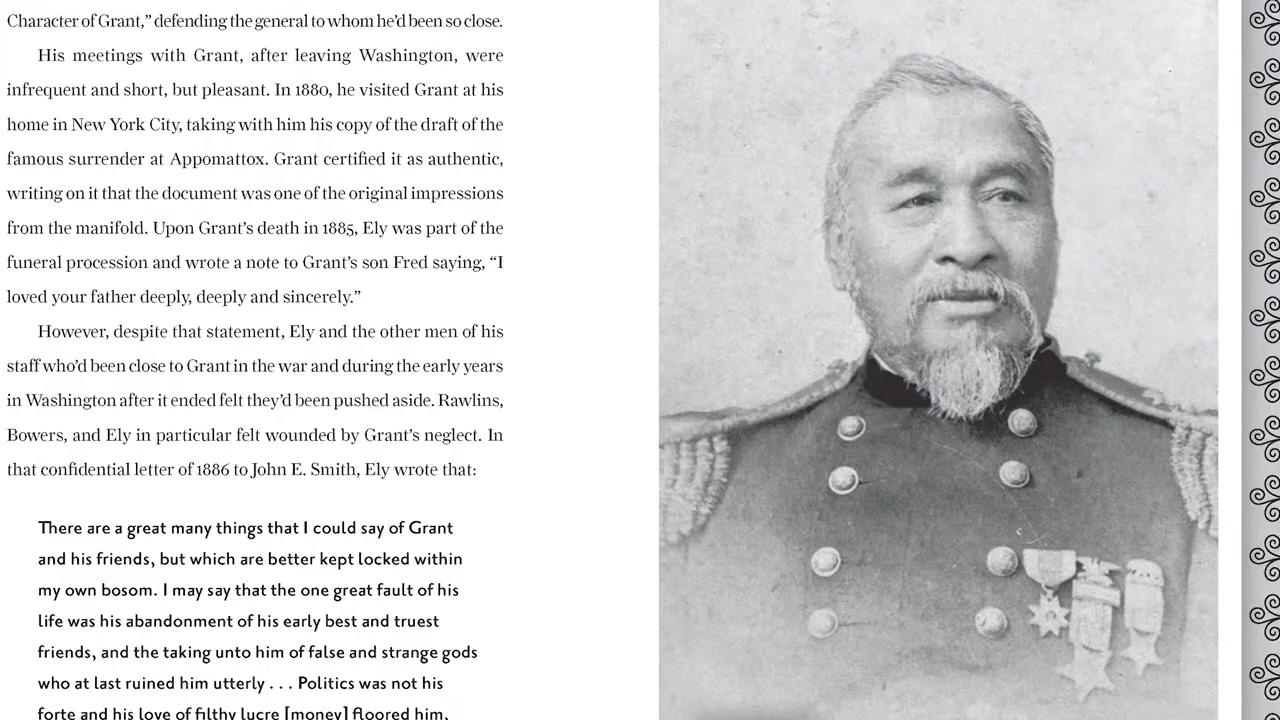 Character of Grant,” defending the general to whom he’d been so close.
His meetings with Grant, after leaving Washington, were
infrequent and short, but pleasant. In 1880, he visited Grant at his
home in New York City, taking with him his copy of the draft of the
famous surrender at Appomattox. Grant certified it as authentic,
writing on it that the document was one of the original impressions
from the manifold. Upon Grant’s death in 1885, Ely was part of the
funeral procession and wrote a note to Grant’s son Fred saying, “I
loved your father deeply, deeply and sincerely.”
However, despite that statement, Ely and the other men of his
staff who’d been close to Grant in the war and during the early years
in Washington after it ended felt they’d been pushed aside. Rawlins,
Bowers, and Ely in particular felt wounded by Grant’s neglect. In
that confidential letter of 1886 to John E. Smith, Ely wrote that:
There are a great many things that I could say of Grant
and his friends, but which are better kept locked within
my own bosom. I may say that the one great fault of his
life was his abandonment of his early best and truest
friends, and the taking unto him of false and strange gods
who at last ruined him utterly . . . Politics was not his
forte and his love of filthy lucre [money] floored him,